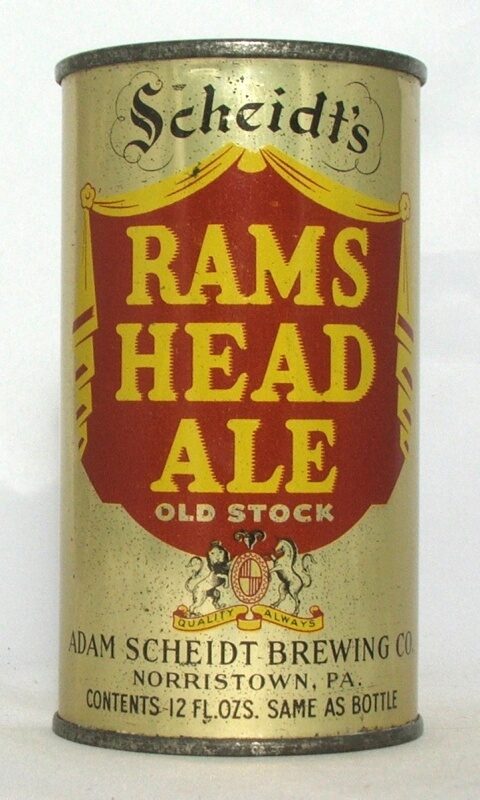 Scheidt's
RAMS
HEAD
ALE
OLD STOCK
QUALITY ALWAYS
ADAM SCHEIDT BREWING CO.
NORRISTOWN, PA.
CONTENTS 12 FL. OZS. SAME AS BOTTLE